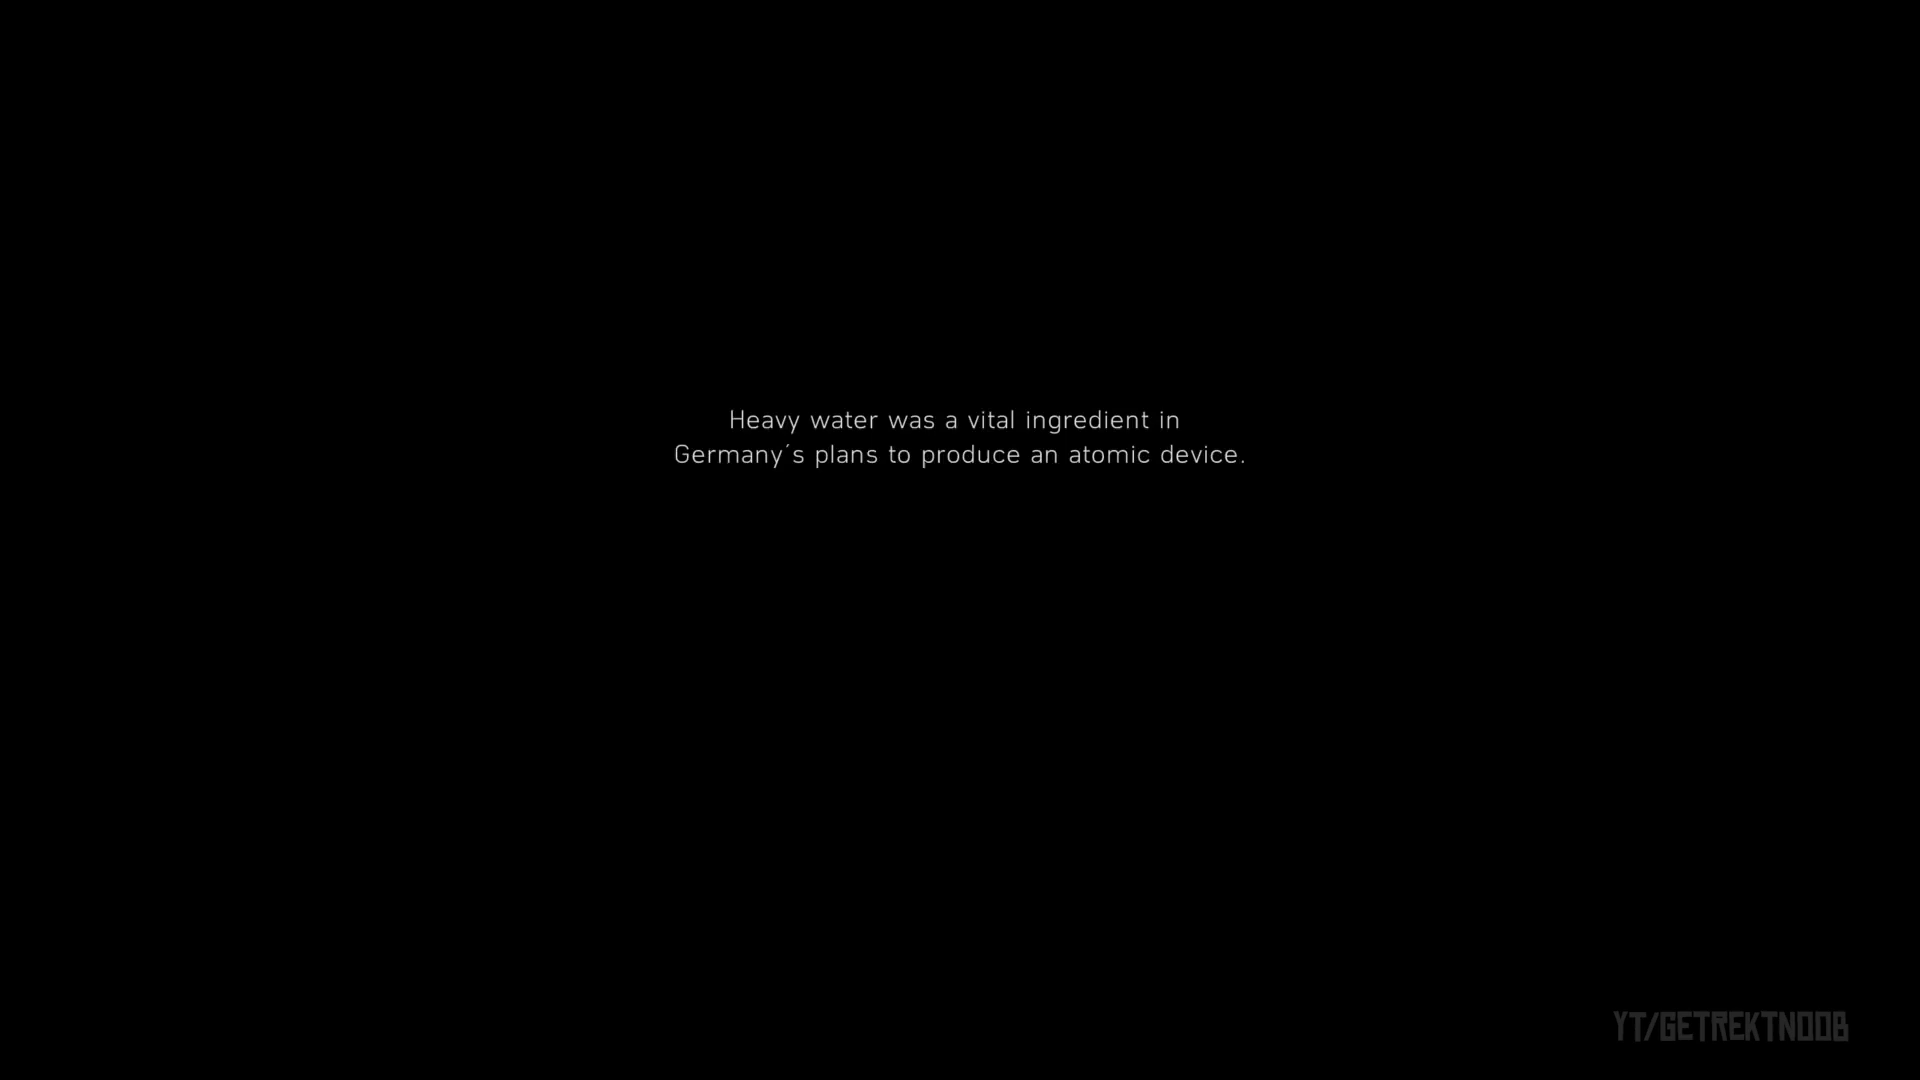 Heavy water was a vital ingredient in
Germany´s plans to produce an atomic device.
YT/GETREKTNOOB